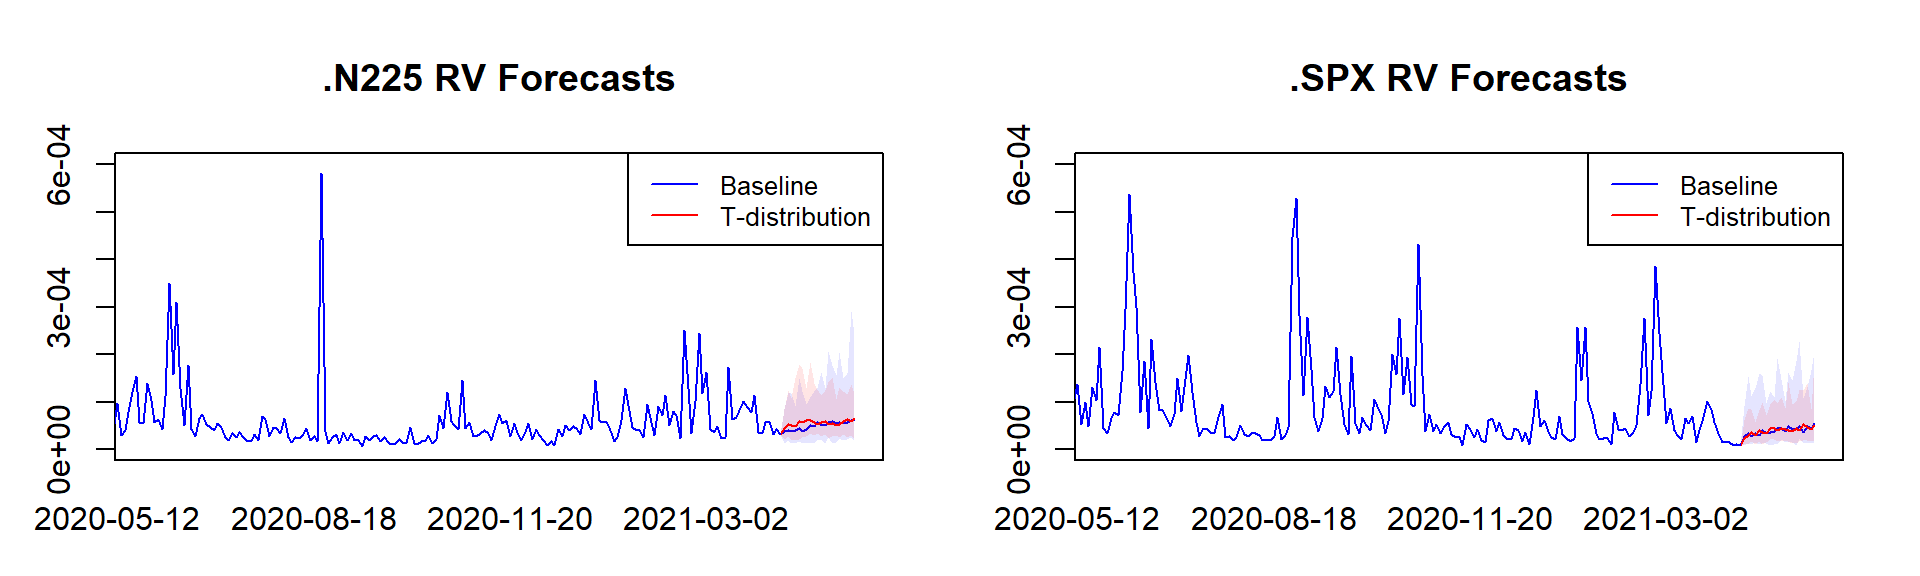 .N225 RV Forecasts
6e-04
3e-04
0e+00
Baseline
T-distribution
2020-05-12 2020-08-18 2020-11-20 2021-03-02
.SPX RV Forecasts
6e-04
3e-04
0e+00
Baseline
T-distribution
2020-05-12 2020-08-18 2020-11-20 2021-03-02